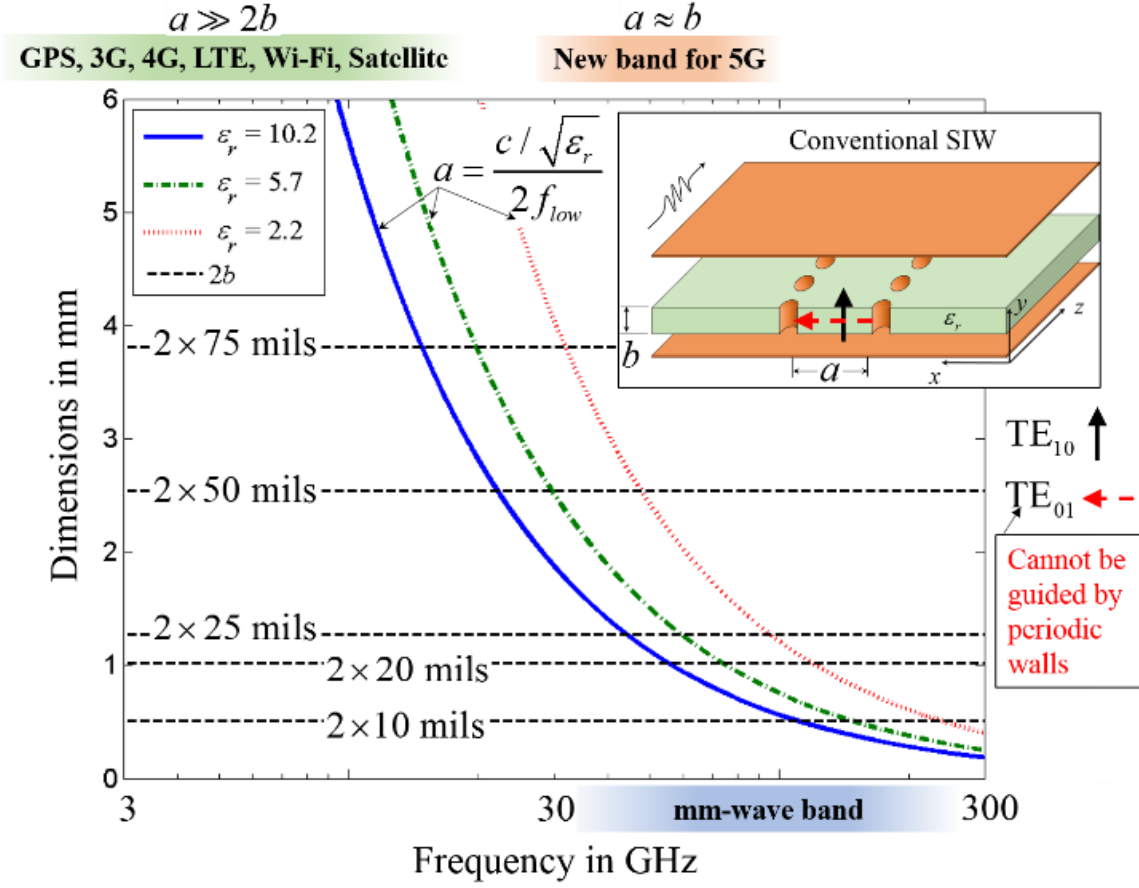 a ≫ 2b
a ≈ b
GPS, 3G, 4G, LTE, Wi-Fi, Satellite
New band for 5G
6
5
4
3
2
1
0
Dimensions in mm
εr = 10.2
εr = 5.7
εr = 2.2
2b
a = c / √εr
2 flow
Conventional SIW
b
a
εr
y
z
x
2 × 75 mils
2 × 50 mils
2 × 25 mils
2 × 20 mils
2 × 10 mils
TE10
TE01
Cannot be
guided by
periodic
walls
3
30
300
mm-wave band
Frequency in GHz